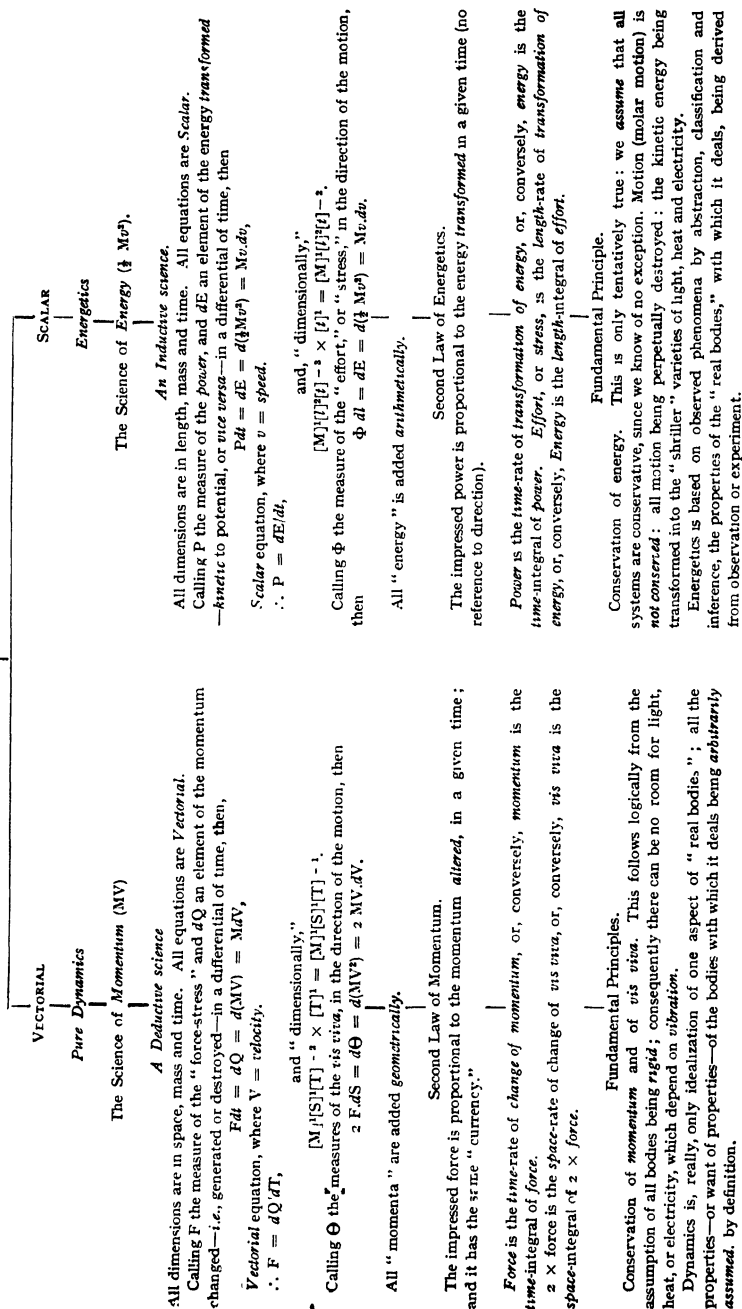 VECTORIAL
Pure Dynamics
The Science of Momentum (MV)
A Deductive science
All dimensions are in space, mass and time. All equations are Vectorial.
Calling F the measure of the "force-stress" and dQ an element of the momentum
changed—i.e., generated or destroyed—in a differential of time, then,
Fdt = dQ = d(MV) = MdV,
Vectorial equation, where V = velocity.
∴ F = dQ/dT,
and "dimensionally,"
[M]¹[S]¹[T]⁻² × [T]¹ = [M]¹[S]¹[T]⁻¹.
Calling Θ the measures of the vis viva, in the direction of the motion, then
2 F.dS = dΘ = d(MV²) = 2 MV.dV.
All "momenta" are added geometrically.
Second Law of Momentum.
The impressed force is proportional to the momentum altered, in a given time;
and it has the same "currency."
Force is the time-rate of change of momentum, or, conversely, momentum is the
time-integral of force.
2 × force is the space-rate of change of vis viva, or, conversely, vis viva is the
space-integral of 2 × force.
Fundamental Principles.
Conservation of momentum and of vis viva. This follows logically from the
assumption of all bodies being rigid; consequently there can be no room for light,
heat, or electricity, which depend on vibration.
Dynamics is, really, only idealization of one aspect of "real bodies"; all the
properties—or want of properties—of the bodies with which it deals being arbitrarily
assumed, by definition.
SCALAR
Energetics
The Science of Energy (½ Mv²).
An Inductive science.
All dimensions are in length, mass and time. All equations are Scalar.
Calling P the measure of the power, and dE an element of the energy transformed
—kinetic to potential, or vice versa—in a differential of time, then
Pdt = dE = d(½Mv²) = Mv.dv,
Scalar equation, where v = speed.
∴ P = dE/dt,
and, "dimensionally,"
[M]¹[l]²[t]⁻³ × [t]¹ = [M]¹[l]²[t]⁻².
Calling Φ the measure of the "effort," or "stress," in the direction of the motion,
then
Φ dl = dE = d(½ Mv²) = Mv.dv.
All "energy" is added arithmetically.
Second Law of Energetics.
The impressed power is proportional to the energy transformed in a given time (no
reference to direction).
Power is the time-rate of transformation of energy, or, conversely, energy is the
time-integral of power. Effort, or stress, is the length-rate of transformation of
energy, or, conversely, Energy is the length-integral of effort.
Fundamental Principle.
Conservation of energy. This is only tentatively true: we assume that all
systems are conservative, since we know of no exception. Motion (molar motion) is
not conserved: all motion being perpetually destroyed: the kinetic energy being
transformed into the "shriller" varieties of light, heat and electricity.
Energetics is based on observed phenomena by abstraction, classification and
inference, the properties of the "real bodies," with which it deals, being derived
from observation or experiment.